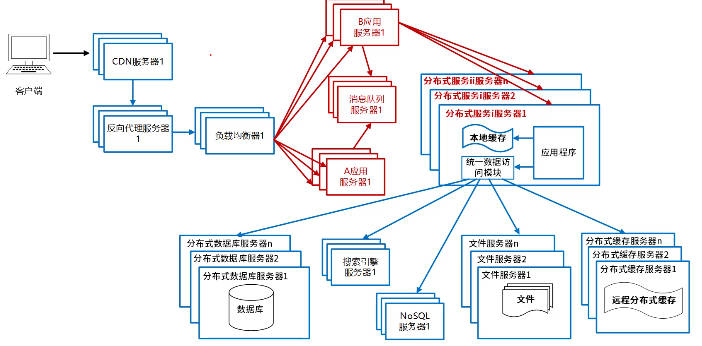 客户端
CDN服务器1
反向代理服务器
1
负载均衡器1
B应用
服务器1
消息队列
服务器1
A应用
服务器1
分布式服务ii服务器n
分布式服务i服务器2
分布式服务i服务器1
本地缓存
应用程序
统一数据访
问模块
分布式数据库服务器n
分布式数据库服务器2
分布式数据库服务器1
数据库
搜索引擎
服务器1
NoSQL
服务器1
文件服务器n
文件服务器2
文件服务器1
文件
分布式缓存服务器n
分布式缓存服务器2
分布式缓存服务器1
远程分布式缓存